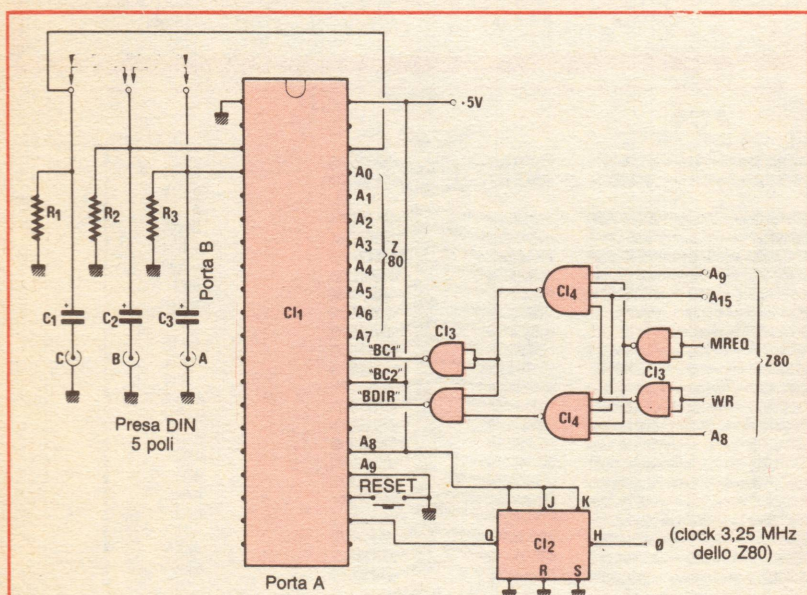 +5V
A0
A1
A2
A3
A4
A5
A6
A7
Z
80
R1
R2
R3
Porta B
CI1
C1
C2
C3
C
B
A
Presa DIN
5 poli
"BC1"
"BC2"
"BDIR"
CI3
CI4
CI4
CI3
A9
A15
MREQ
WR
A8
Z80
A8
A9
RESET
J
K
Q
CI2
H
R
S
Ø
(clock 3,25 MHz
dello Z80)
Porta A